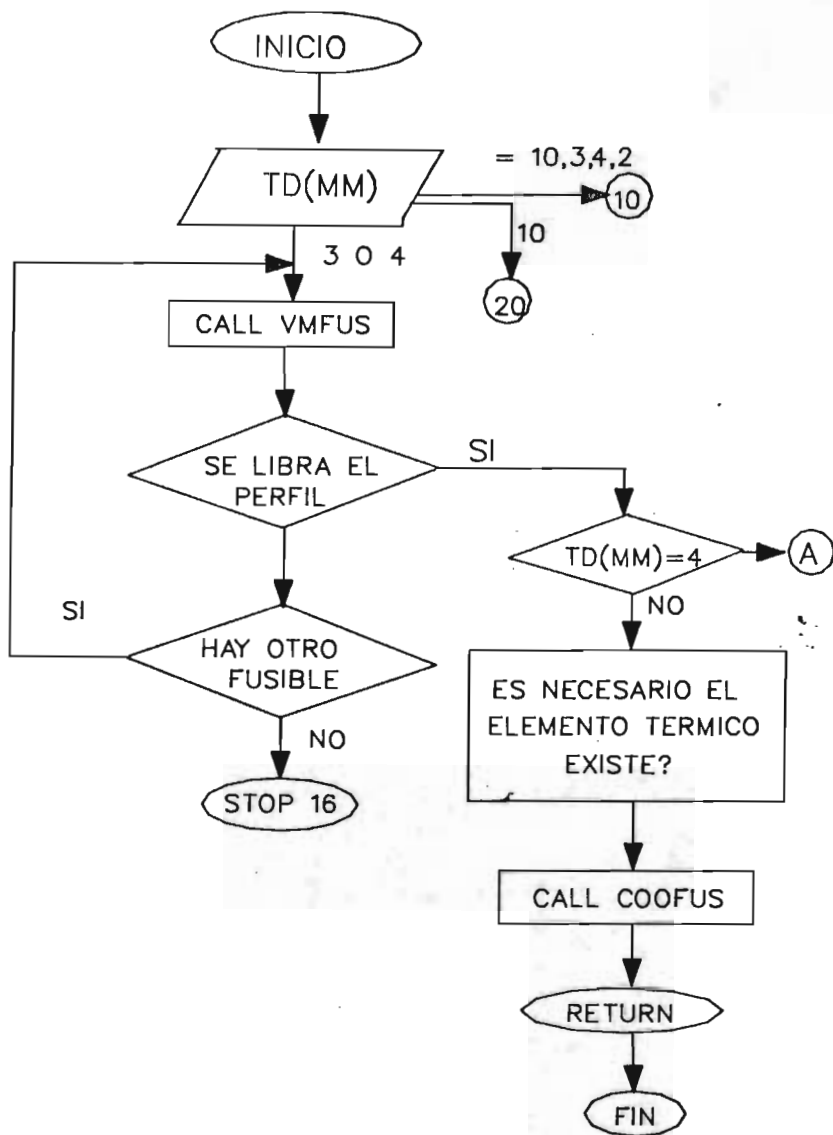 INICIO
TD(MM)
= 10,3,4,2
10
10
20
3 O 4
CALL VMFUS
SE LIBRA EL
PERFIL
SI
TD(MM)=4
A
NO
SI
HAY OTRO
FUSIBLE
NO
STOP 16
ES NECESARIO EL
ELEMENTO TERMICO
EXISTE?
CALL COOFUS
RETURN
FIN